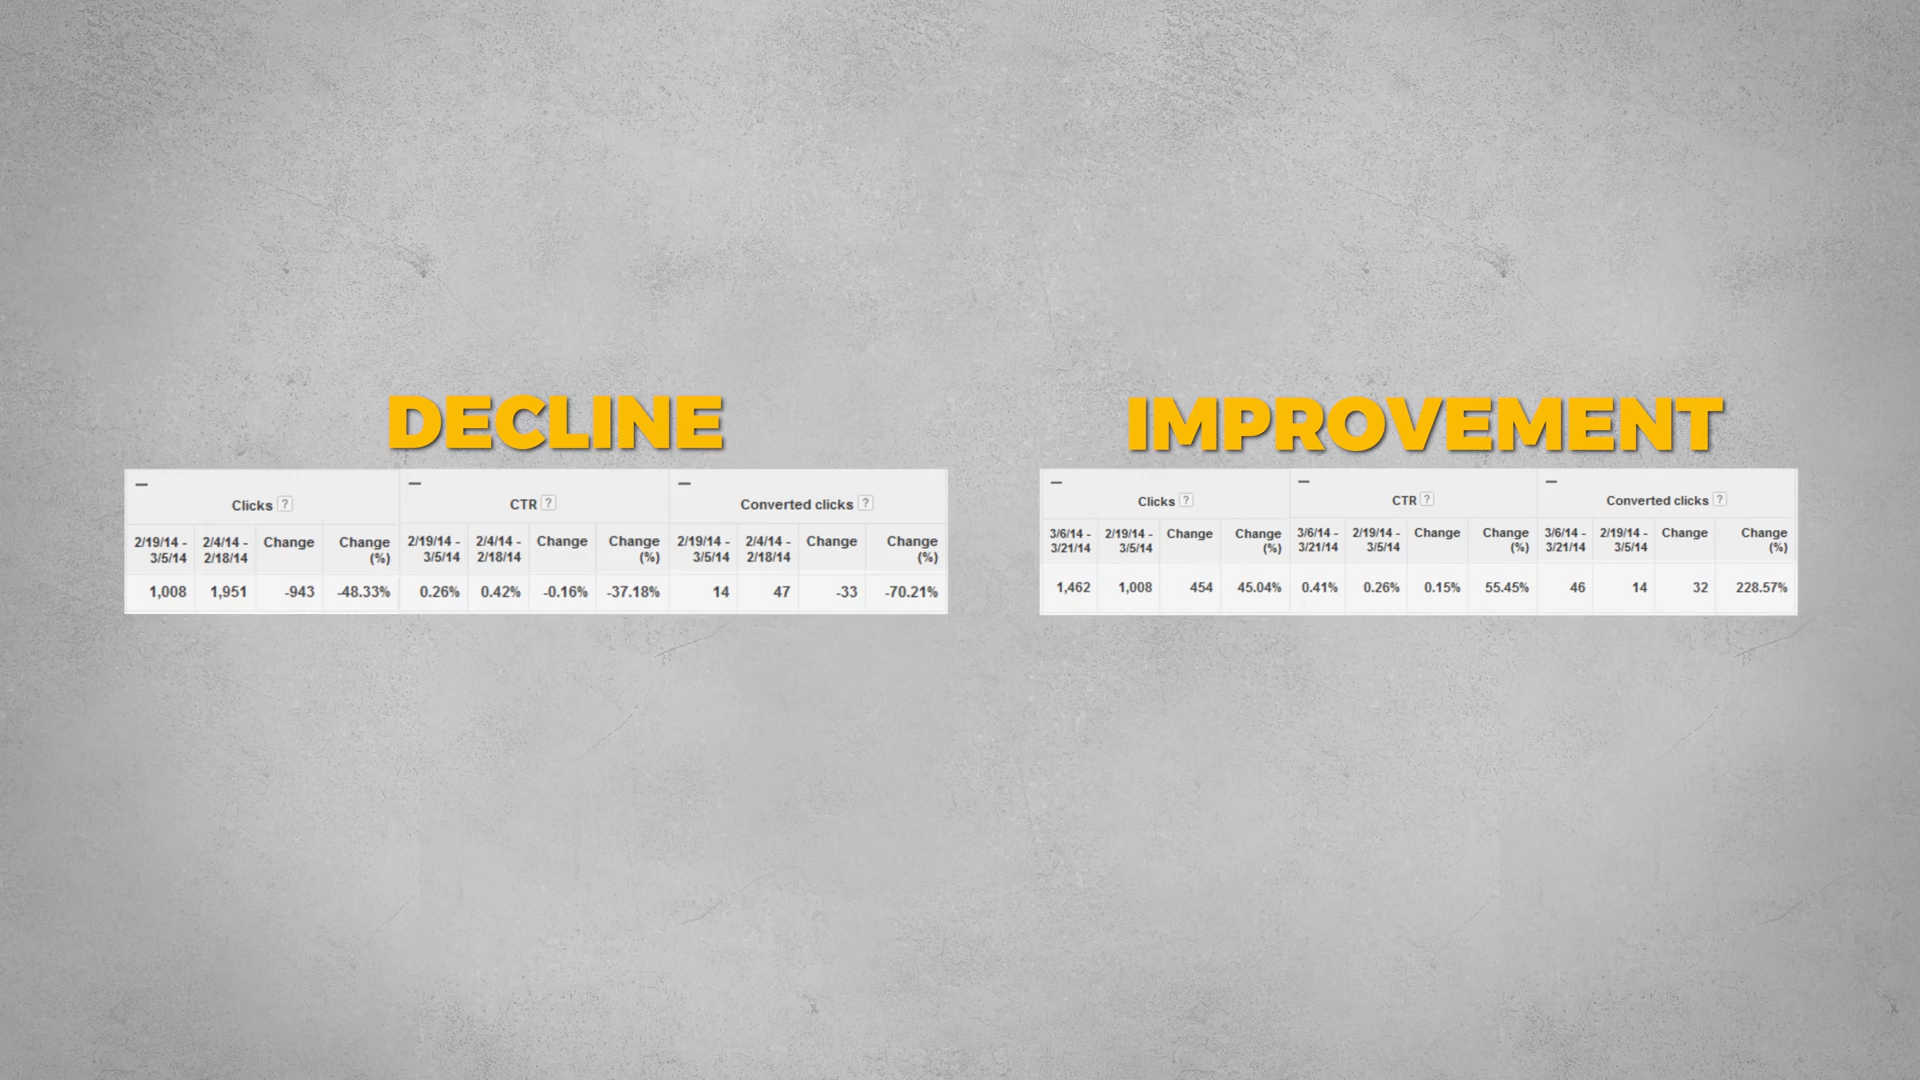 DECLINE
Clicks ? CTR ? Converted clicks ?
2/19/14 - 2/4/14 - Change Change 2/19/14 - 2/4/14 - Change Change 2/19/14 - 2/4/14 - Change Change
3/5/14 2/18/14 (%) 3/5/14 2/18/14 (%) 3/5/14 2/18/14 (%)
1,008 1,951 -943 -48.33% 0.26% 0.42% -0.16% -37.18% 14 47 -33 -70.21%
IMPROVEMENT
Clicks ? CTR ? Converted clicks ?
3/6/14 - 2/19/14 - Change Change 3/6/14 - 2/19/14 - Change Change 3/6/14 - 2/19/14 - Change Change
3/21/14 3/5/14 (%) 3/21/14 3/5/14 (%) 3/21/14 3/5/14 (%)
1,462 1,008 454 45.04% 0.41% 0.26% 0.15% 55.45% 46 14 32 228.57%